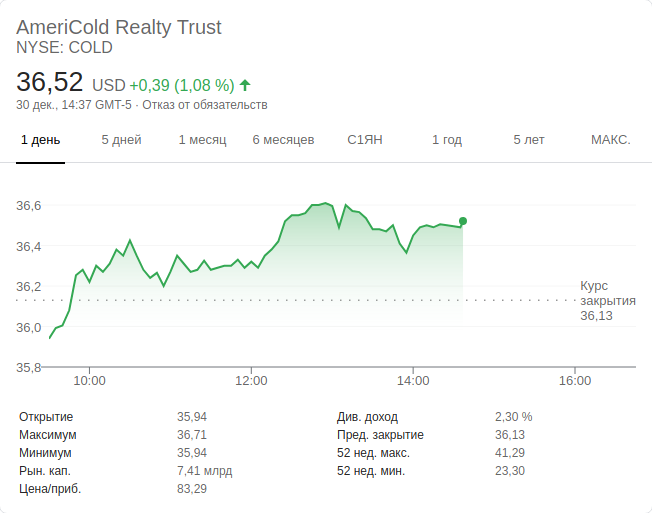 AmeriCold Realty Trust
NYSE: COLD
36,52 USD +0,39 (1,08 %)
30 дек., 14:37 GMT-5 · Отказ от обязательств
1 день 5 дней 1 месяц 6 месяцев С1ЯН 1 год 5 лет МАКС.
36,6
36,4
36,2
36,0
35,8
Курс
закрытия
36,13
10:00 12:00 14:00 16:00
Открытие 35,94 Див. доход 2,30 %
Максимум 36,71 Пред. закрытие 36,13
Минимум 35,94 52 нед. макс. 41,29
Рын. кап. 7,41 млрд 52 нед. мин. 23,30
Цена/приб. 83,29